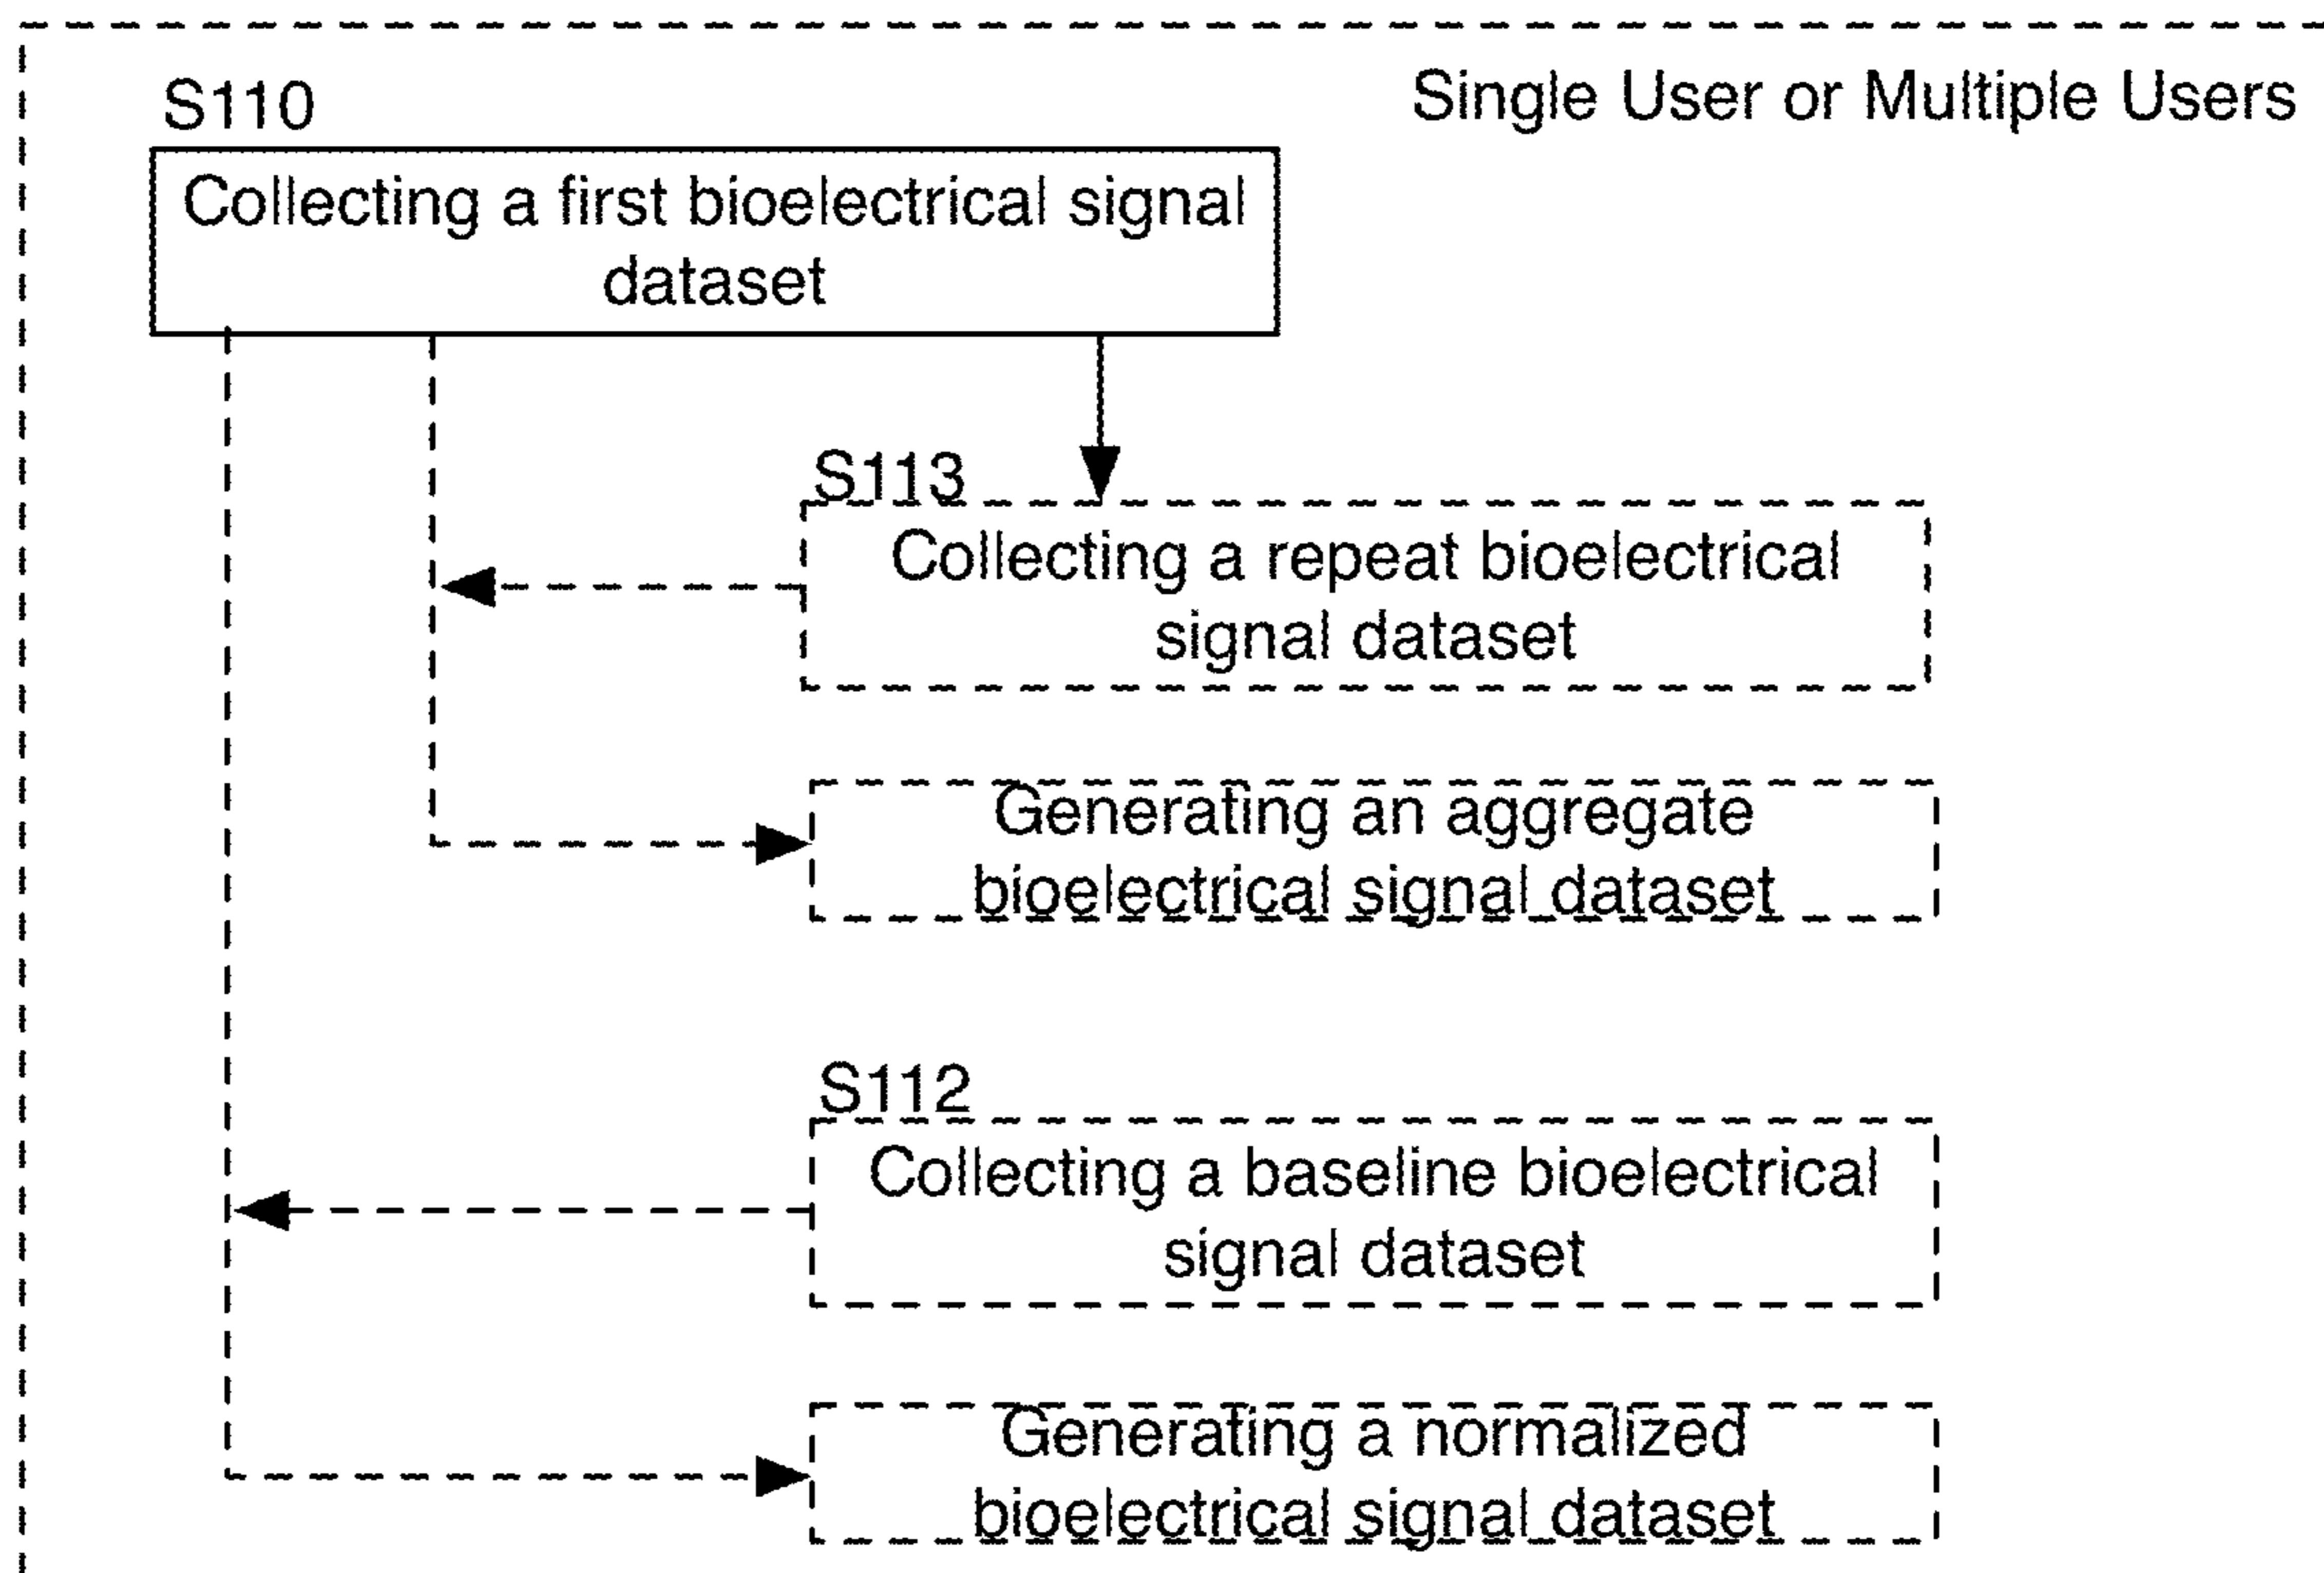 Single User or Multiple Users
S110
Collecting a first bioelectrical signal
dataset
S113
Collecting a repeat bioelectrical
signal dataset
Generating an aggregate
bioelectrical signal dataset
S112
Collecting a baseline bioelectrical
signal dataset
Generating a normalized
bioelectrical signal dataset